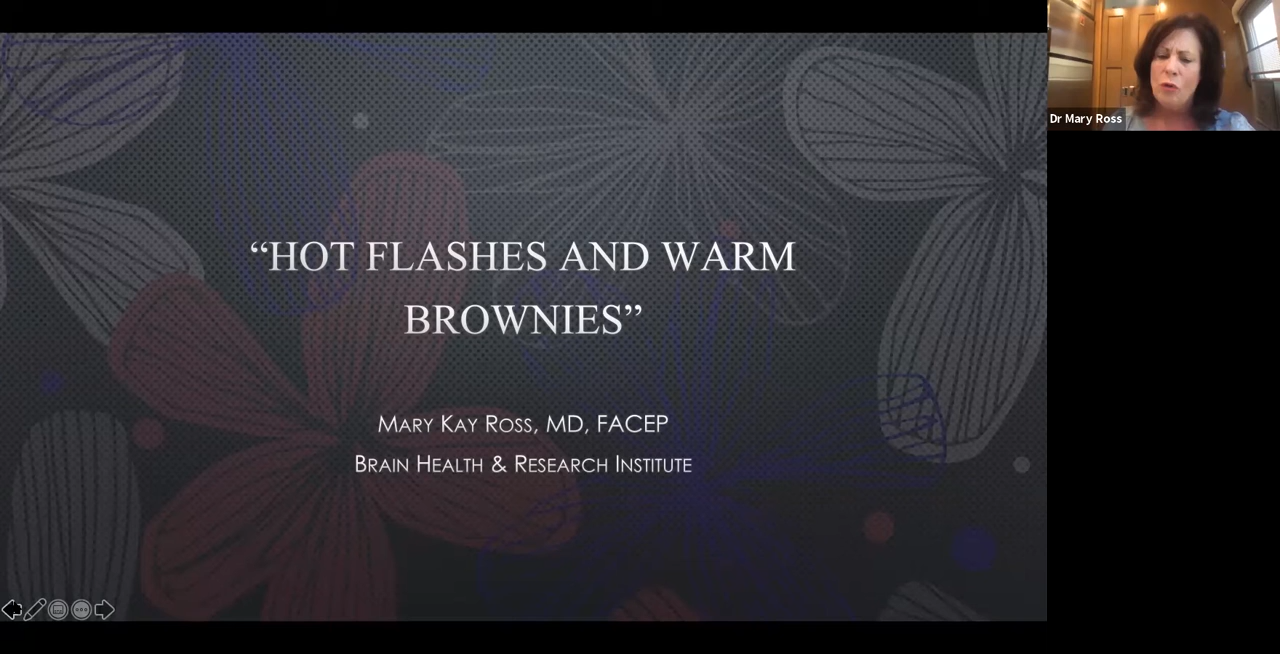 “HOT FLASHES AND WARM
BROWNIES”
MARY KAY ROSS, MD, FACEP
BRAIN HEALTH & RESEARCH INSTITUTE
Dr Mary Ross